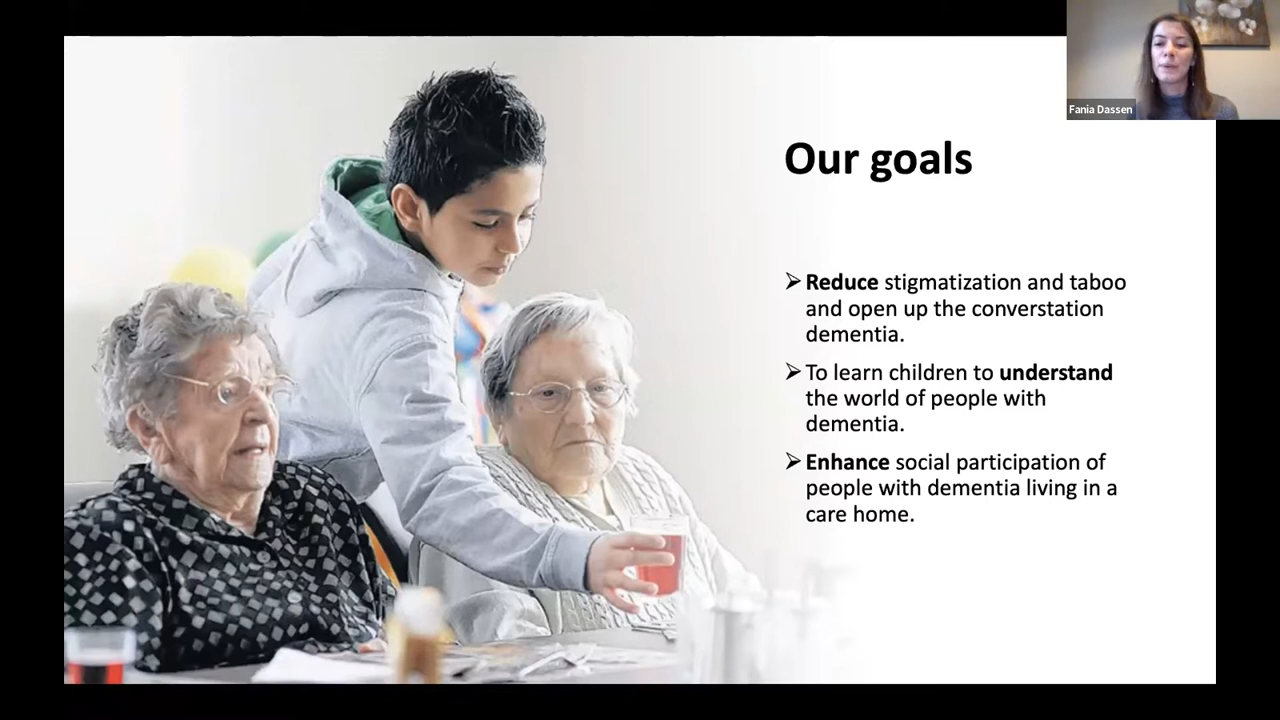 Fania Dassen
Our goals
➢ Reduce stigmatization and taboo
and open up the converstation
dementia.
➢ To learn children to understand
the world of people with
dementia.
➢ Enhance social participation of
people with dementia living in a
care home.